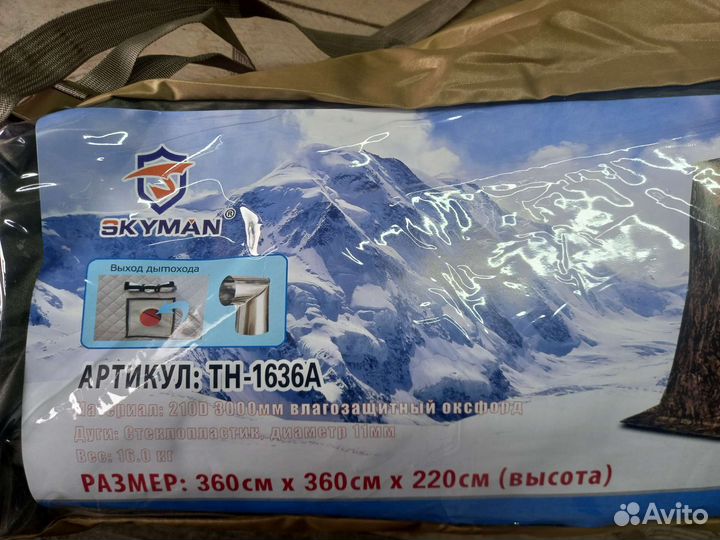 SKYMAN®
Выход дытохода
АРТИКУЛ: TH-1636A
Материал: 210D 3000мм влагозащитный оксфорд
Дуги: Стеклопластик, диаметр 11мм
Вес: 16.0 кг
РАЗМЕР: 360см х 360см х 220см (высота)
Avito